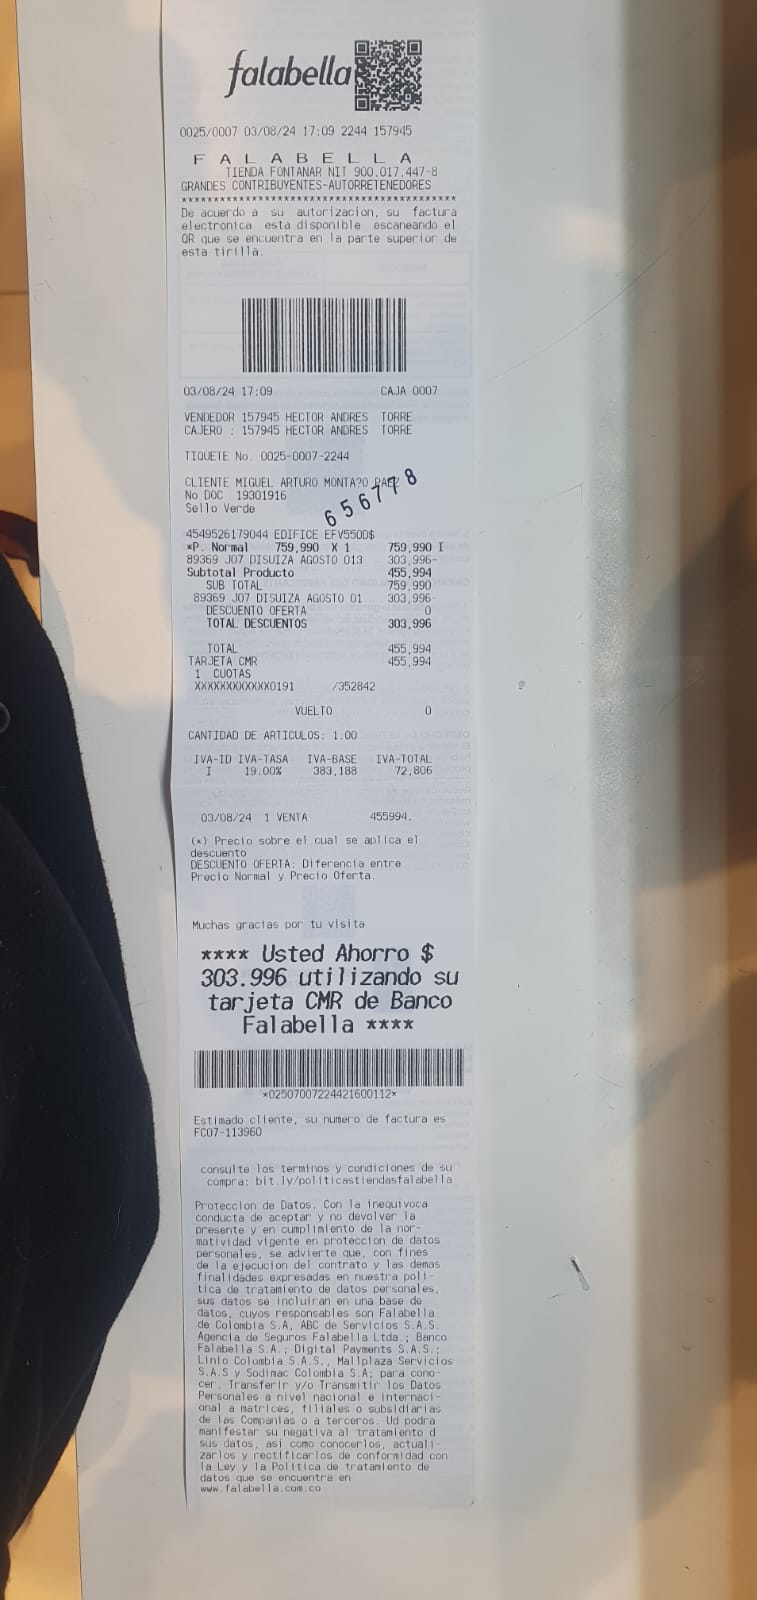 falabella
0025/0007 03/08/24 17:09 2244 157945
F A L A B E L L A
TIENDA FONTANAR NIT 900.017.447-8
GRANDES CONTRIBUYENTES-AUTORRETENEDORES
******************************************
De acuerdo a su autorizacion, su factura
electronica esta disponible escaneando el
QR que se encuentra en la parte superior de
esta tirilla.
03/08/24 17:09 CAJA 0007
VENDEDOR 157945 HECTOR ANDRES TORRE
CAJERO : 157945 HECTOR ANDRES TORRE
TIQUETE No. 0025-0007-2244
CLIENTE MIGUEL ARTURO MONTA?O
No DOC 19301916
Sello Verde
656778
4549526179044 EDIFICE EFV550D$
*P. Normal 759,990 X 1 759,990 I
89369 J07 DISUIZA AGOSTO 013 303,996-
Subtotal Producto 455,994
SUB TOTAL 759,990
89369 J07 DISUIZA AGOSTO 01 303,996-
DESCUENTO OFERTA 0
TOTAL DESCUENTOS 303,996
TOTAL 455,994
TARJETA CMR 455,994
1 CUOTAS
XXXXXXXXXXXX0191 /352842
VUELTO 0
CANTIDAD DE ARTICULOS: 1.00
IVA-ID IVA-TASA IVA-BASE IVA-TOTAL
I 19.00% 383,188 72,806
03/08/24 1 VENTA 455994.
(*) Precio sobre el cual se aplica el
descuento
DESCUENTO OFERTA: Diferencia entre
Precio Normal y Precio Oferta.
Muchas gracias por tu visita
**** Usted Ahorro $
303.996 utilizando su
tarjeta CMR de Banco
Falabella ****
*02507007224421600112*
Estimado cliente, su numero de factura es
FC07-113960
consulte los terminos y condiciones de su
compra: bit.ly/politicastiendasfalabella
Proteccion de Datos. Con la inequivoca
conducta de aceptar y no devolver la
presente y en cumplimiento de la nor-
matividad vigente en proteccion de datos
personales, se advierte que, con fines
de la ejecucion del contrato y las demas
finalidades expresadas en nuestra poli-
tica de tratamiento de datos personales,
sus datos se incluiran en una base de
datos, cuyos responsables son Falabella
de Colombia S.A, ABC de Servicios S.A.S.
Agencia de Seguros Falabella Ltda.; Banco
Falabella S.A.; Digital Payments S.A.S.;
Linio Colombia S.A.S., Mallplaza Servicios
S.A.S y Sodimac Colombia S.A; para cono-
cer, Transferir y/o Transmitir los Datos
Personales a nivel nacional e internaci-
onal a matrices, filiales o subsidiarias
de las Companias o a terceros. Ud podra
manifestar su negativa al tratamiento d
sus datos, asi como conocerlos, actuali-
zarlos y rectificarlos de conformidad con
la Ley y la Politica de tratamiento de
datos que se encuentra en
www.falabella.com.co